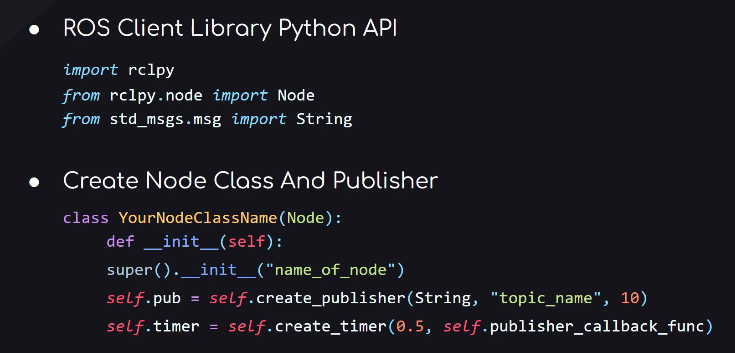 ● ROS Client Library Python API
import rclpy
from rclpy.node import Node
from std_msgs.msg import String
● Create Node Class And Publisher
class YourNodeClassName(Node):
def __init__(self):
super().__init__("name_of_node")
self.pub = self.create_publisher(String, "topic_name", 10)
self.timer = self.create_timer(0.5, self.publisher_callback_func)